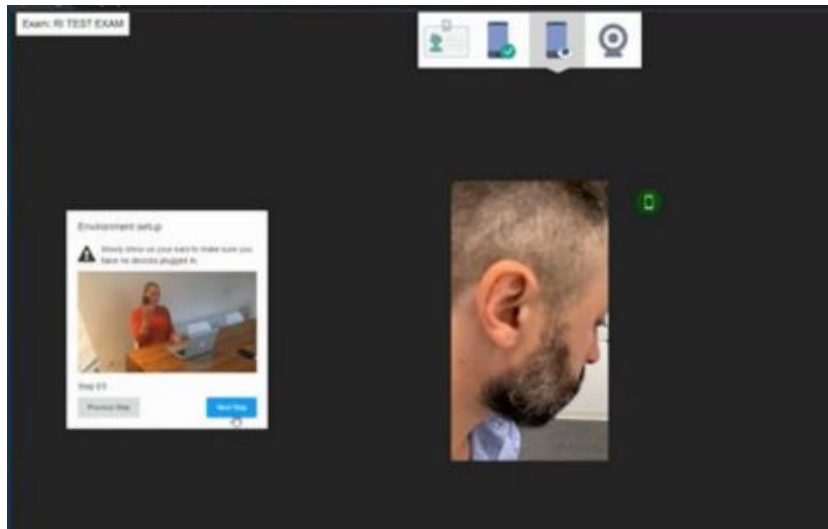 Exam: RI TEST EXAM
Environment setup
Slowly show us your ears to make sure you
have no devices plugged in.
Previous Step
Next Step